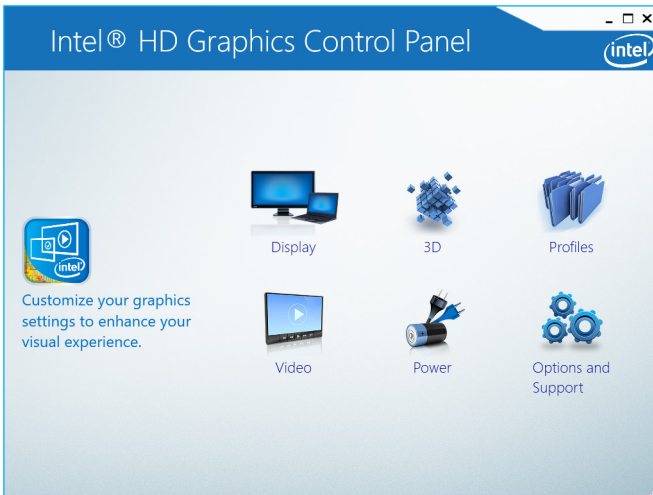 Intel® HD Graphics Control Panel
intel
Display
3D
Profiles
intel
Customize your graphics
settings to enhance your
visual experience.
Video
Power
Options and
Support